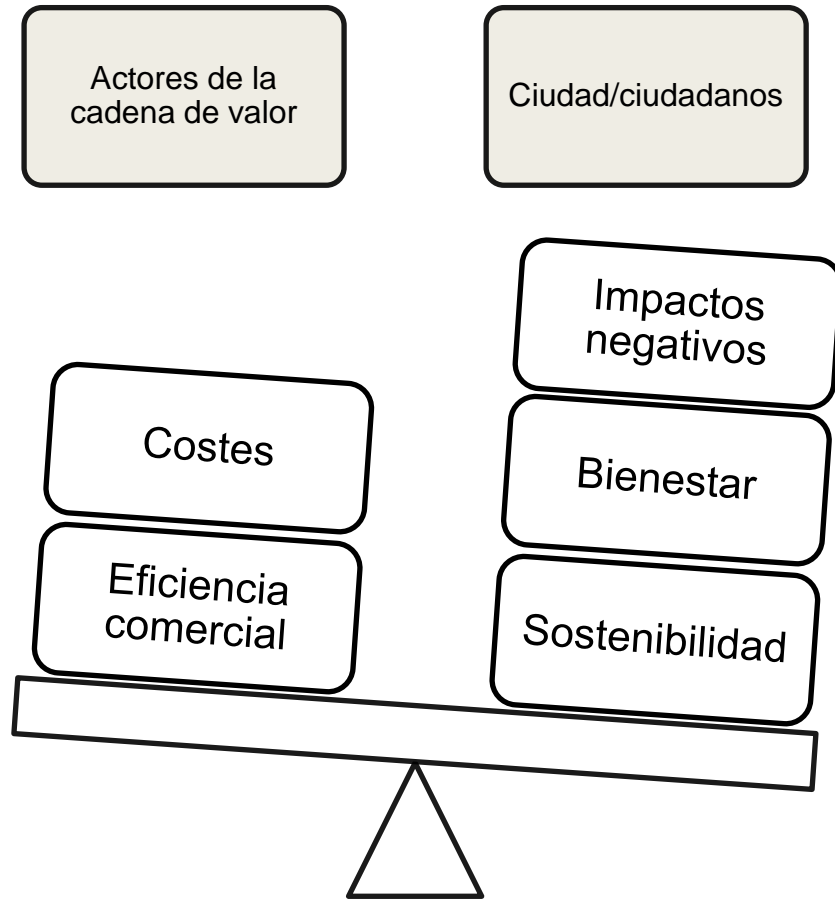 Actores de la
cadena de valor
Ciudad/ciudadanos
Costes
Eficiencia
comercial
Impactos
negativos
Bienestar
Sostenibilidad